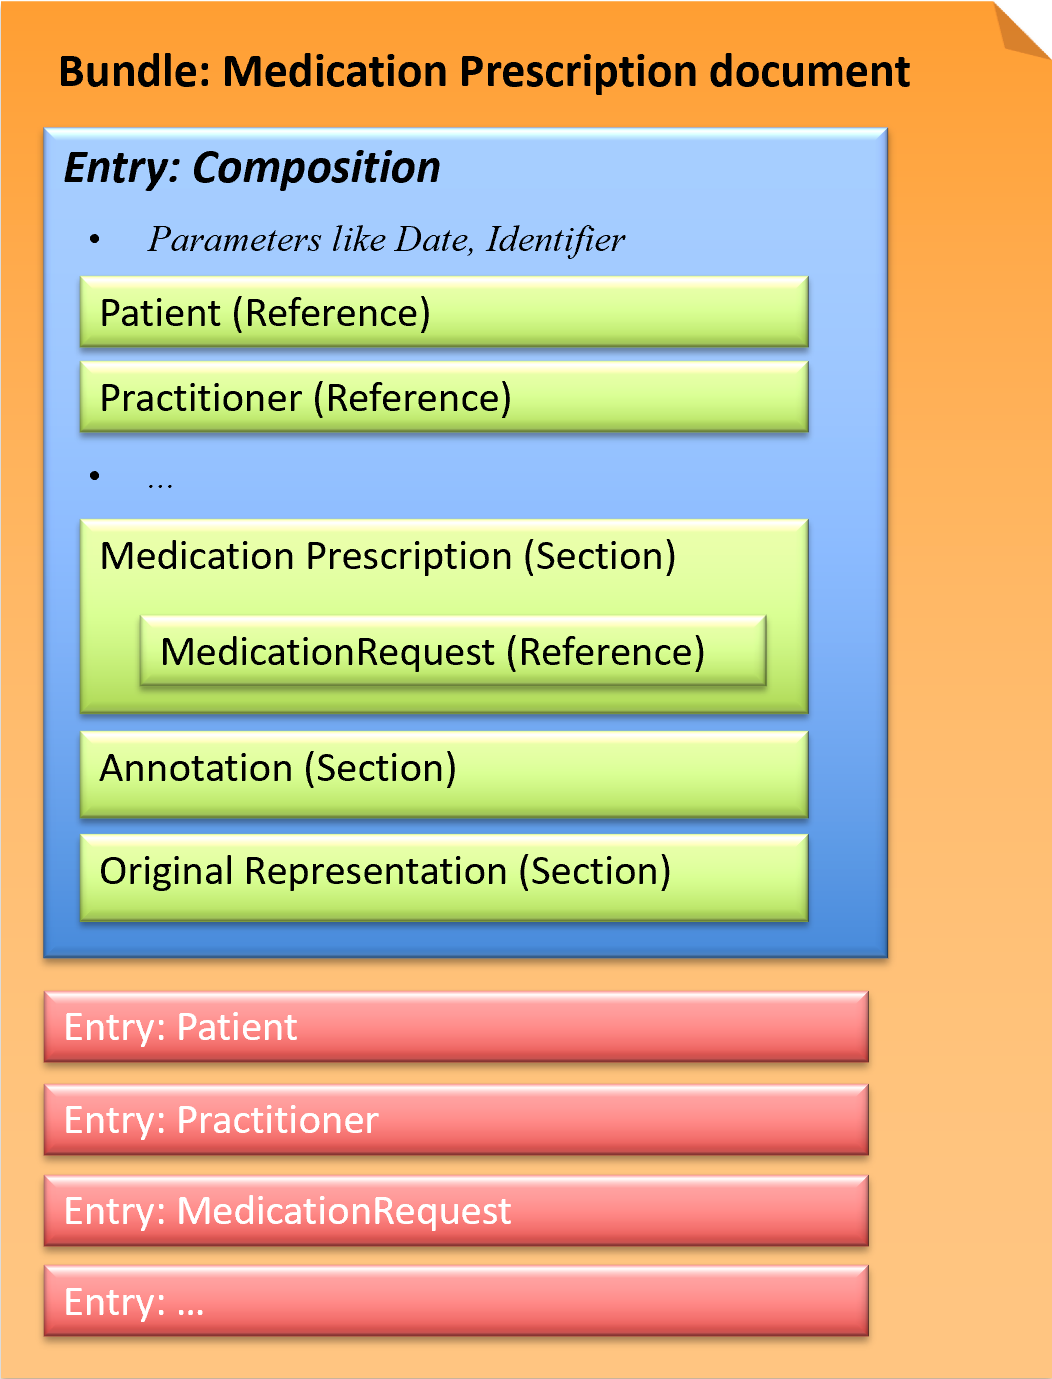 Bundle: Medication Prescription document
Entry: Composition
• Parameters like Date, Identifier
Patient (Reference)
Practitioner (Reference)
• ...
Medication Prescription (Section)
MedicationRequest (Reference)
Annotation (Section)
Original Representation (Section)
Entry: Patient
Entry: Practitioner
Entry: MedicationRequest
Entry: ...